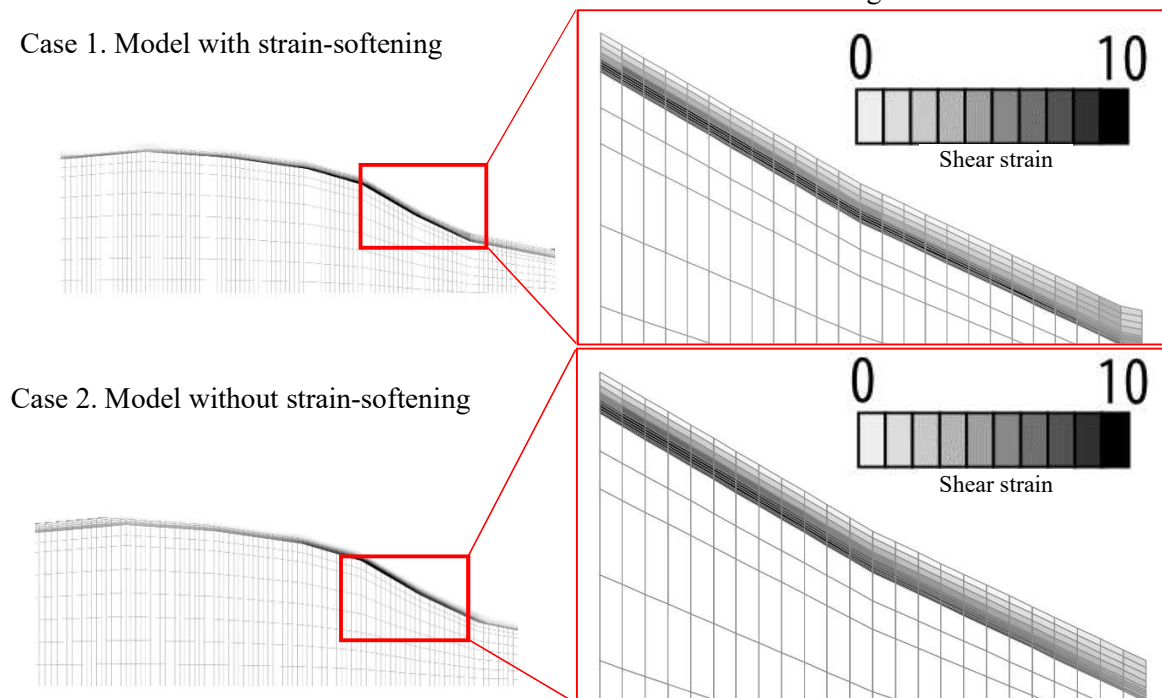 Case 1. Model with strain-softening
0 10
Shear strain
Case 2. Model without strain-softening
0 10
Shear strain